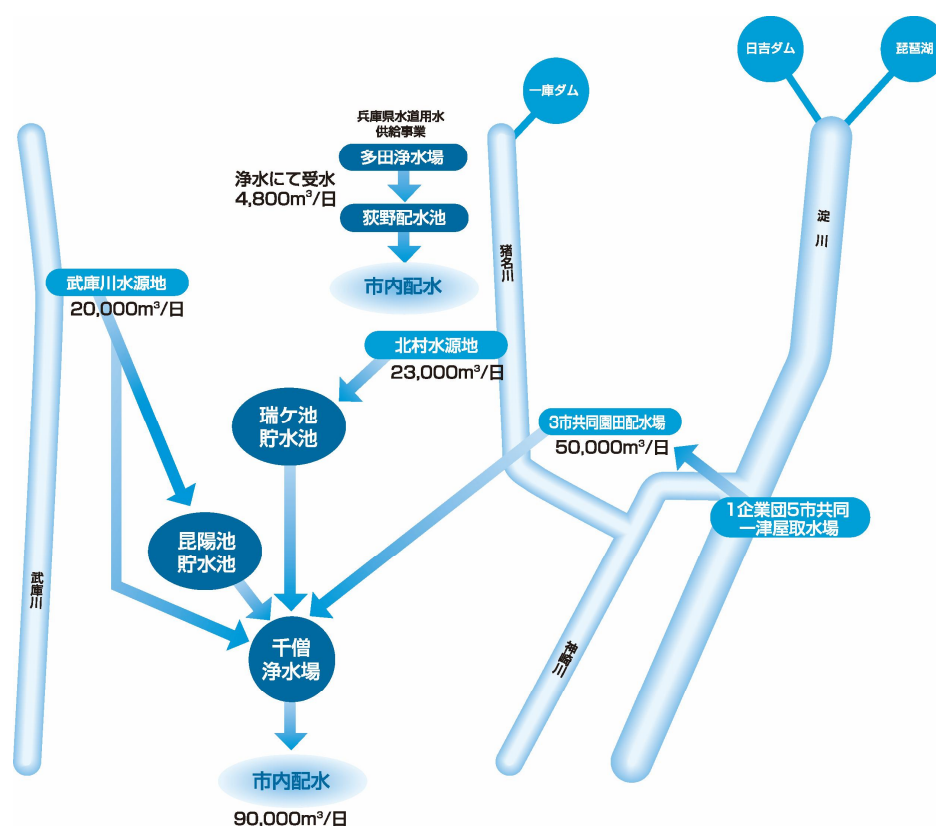 日吉ダム
琵琶湖
一庫ダム
兵庫県水道用水
供給事業
多田浄水場
浄水にて受水
4,800m³/日
荻野配水池
市内配水
淀川
猪名川
武庫川水源地
20,000m³/日
北村水源地
23,000m³/日
瑞ケ池
貯水池
3市共同園田配水場
50,000m³/日
1企業団5市共同
一津屋取水場
昆陽池
貯水池
武庫川
千僧
浄水場
神崎川
市内配水
90,000m³/日